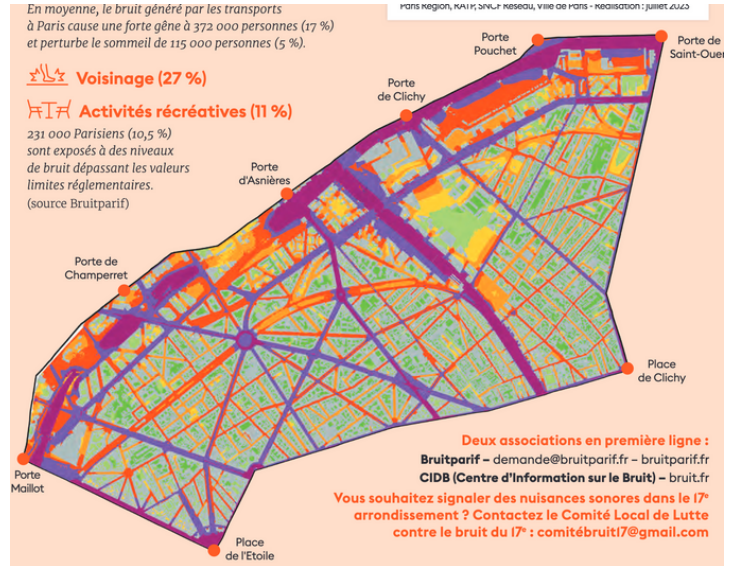 En moyenne, le bruit généré par les transports
à Paris cause une forte gêne à 372 000 personnes (17 %)
et perturbe le sommeil de 115 000 personnes (5 %).
Voisinage (27 %)
Activités récréatives (11 %)
231 000 Parisiens (10,5 %)
sont exposés à des niveaux
de bruit dépassant les valeurs
limites réglementaires.
(source Bruitparif)
Paris Région, RATP, SNCF Réseau, Ville de Paris - Réalisation : juillet 2023
Porte
Pouchet
Porte de
Saint-Ouen
Porte
de Clichy
Porte
d'Asnières
Porte de
Champerret
Place
de Clichy
Porte
Maillot
Place
de l'Etoile
Deux associations en première ligne :
Bruitparif – demande@bruitparif.fr – bruitparif.fr
CIDB (Centre d'Information sur le Bruit) – bruit.fr
Vous souhaitez signaler des nuisances sonores dans le 17e
arrondissement ? Contactez le Comité Local de Lutte
contre le bruit du 17e : comitébruit17@gmail.com